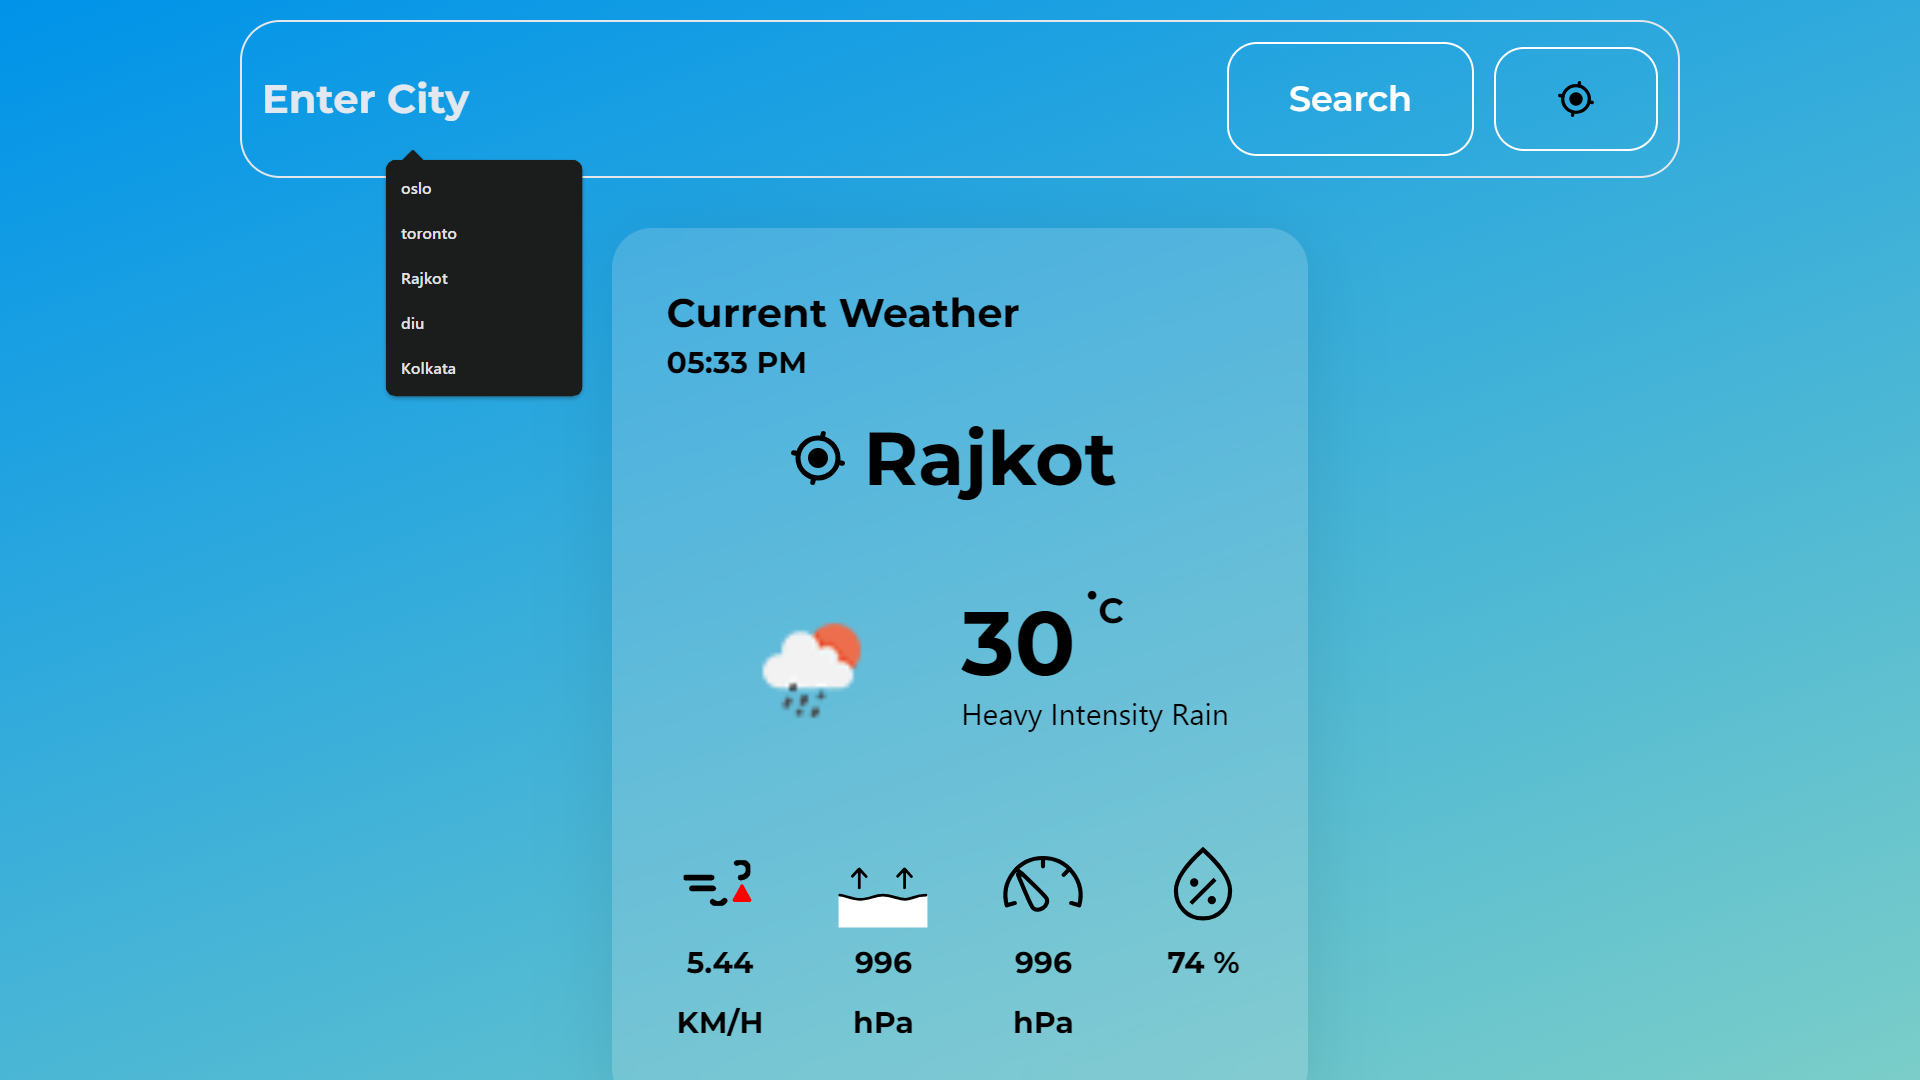 Enter City
Search
oslo
toronto
Rajkot
diu
Kolkata
Current Weather
05:33 PM
Rajkot
30 °C
Heavy Intensity Rain
5.44 996 996 74 %
KM/H hPa hPa